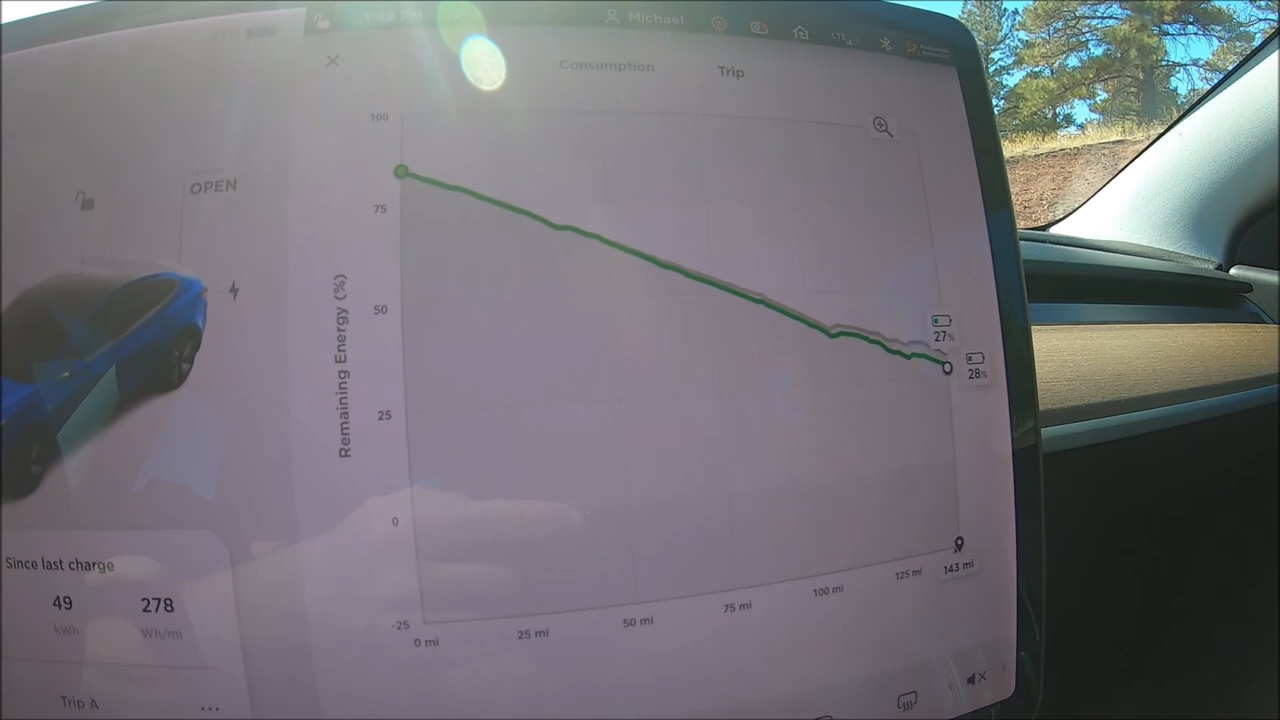 Michael
LTE
Consumption
Trip
100
75
50
25
0
-25
Remaining Energy (%)
OPEN
27%
28%
0 mi
25 mi
50 mi
75 mi
100 mi
125 mi
143 mi
Since last charge
49
278
kWh
Wh/mi
Trip A
...